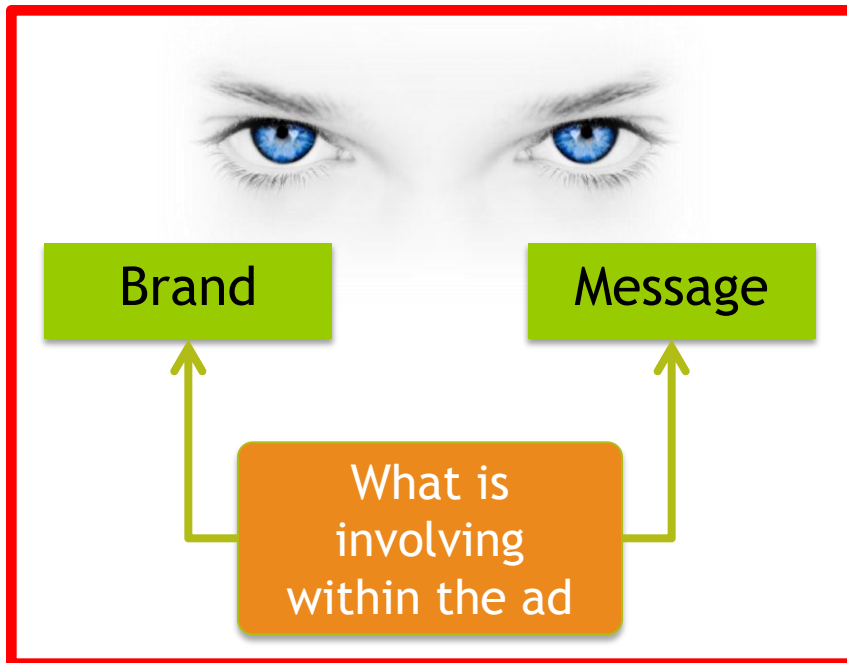 Brand
Message
What is
involving
within the ad